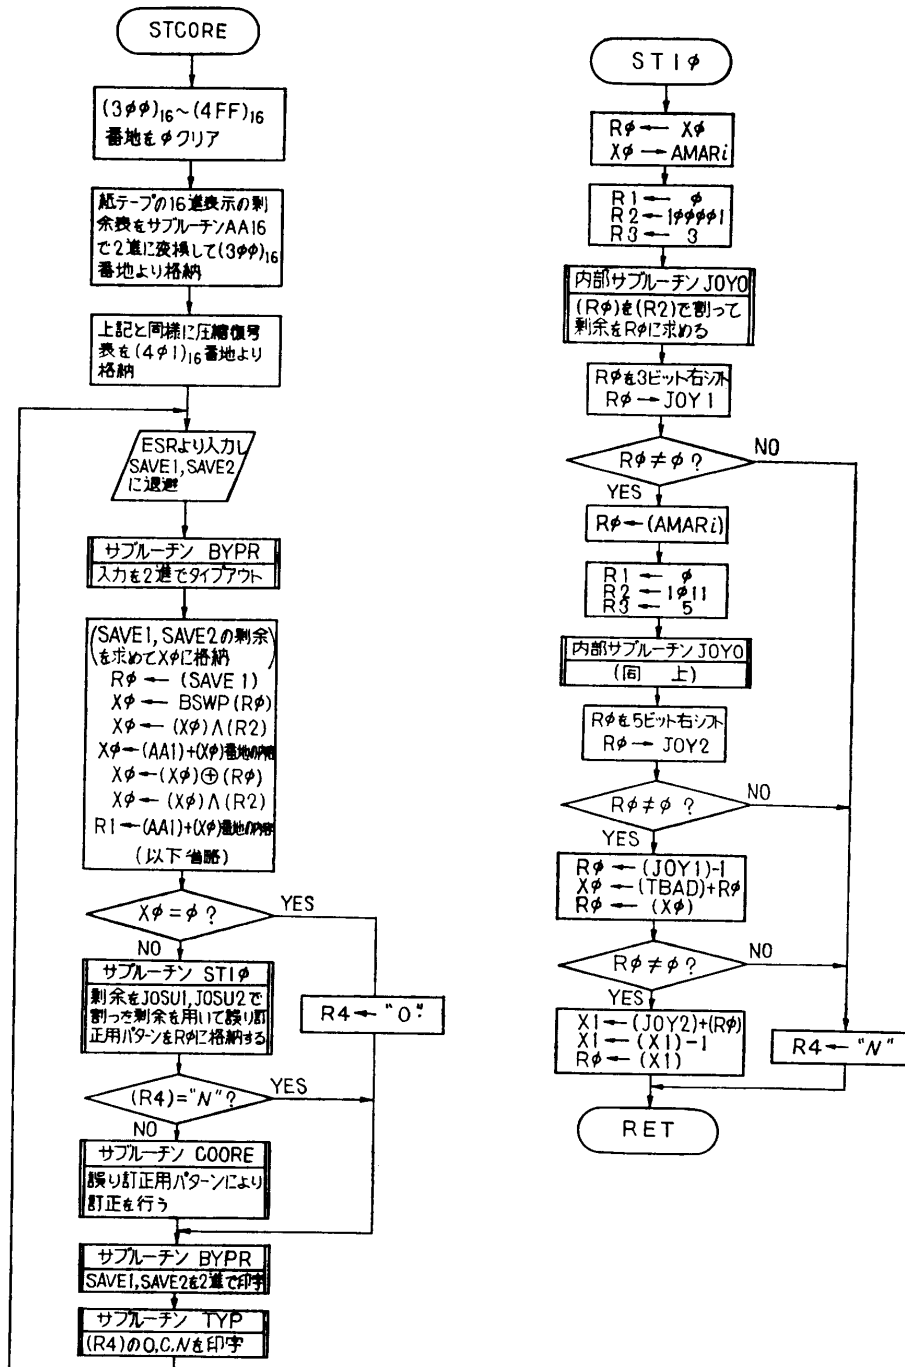 STCORE
(3φφ)₁₆～(4FF)₁₆
番地をφクリア
紙テープの16進表示の剰
余表をサブルーチンAA16
で2進に変換して(3φφ)₁₆
番地より格納
上記と同様に圧縮復号
表を(4φ1)₁₆番地より
格納
ESRより入力し
SAVE1,SAVE2
に退避
サブルーチン BYPR
入力を2進でタイプアウト
(SAVE1,SAVE2の剰余
を求めてXφに格納)
Rφ ← (SAVE 1)
Xφ ← BSWP(Rφ)
Xφ ← (Xφ)∧(R2)
Xφ←(AA1)+(Xφ)番地の内容
Xφ←(Xφ)⊕(Rφ)
Xφ ← (Xφ)∧(R2)
R1←(AA1)+(Xφ)番地の内容
(以下省略)
Xφ=φ?
YES
NO
サブルーチン STIφ
剰余をJOSU1,JOSU2で
割った剰余を用いて誤り訂
正用パターンをRφに格納する
R4 ← "O"
(R4)="N"?
YES
NO
サブルーチン COORE
誤り訂正用パターンにより
訂正を行う
サブルーチン BYPR
SAVE1,SAVE2を2進で印字
サブルーチン TYP
(R4)のO,C,Nを印字
STIφ
Rφ ← Xφ
Xφ → AMARi
R1 ← φ
R2 ← 1φφφφ1
R3 ← 3
内部サブルーチン JOYO
(Rφ)を(R2)で割って
剰余をRφに求める
Rφを3ビット右シフト
Rφ → JOY1
Rφ≠φ?
NO
YES
Rφ←(AMARi)
R1 ← φ
R2 ← 1φ11
R3 ← 5
内部サブルーチン JOYO
(同 上)
Rφを5ビット右シフト
Rφ → JOY2
Rφ≠φ?
NO
YES
Rφ ← (JOY1)-1
Xφ ← (TBAD)+Rφ
Rφ ← (Xφ)
Rφ≠φ?
NO
YES
X1 ← (JOY2)+(Rφ)
X1 ← (X1)-1
Rφ ← (X1)
R4 ← "N"
RET